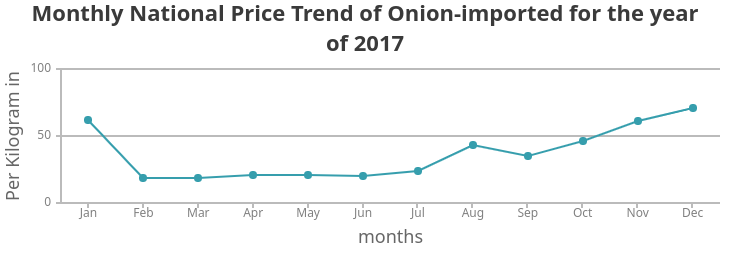 Monthly National Price Trend of Onion-imported for the year
of 2017
Per Kilogram in
100
50
0
Jan Feb Mar Apr May Jun Jul Aug Sep Oct Nov Dec
months